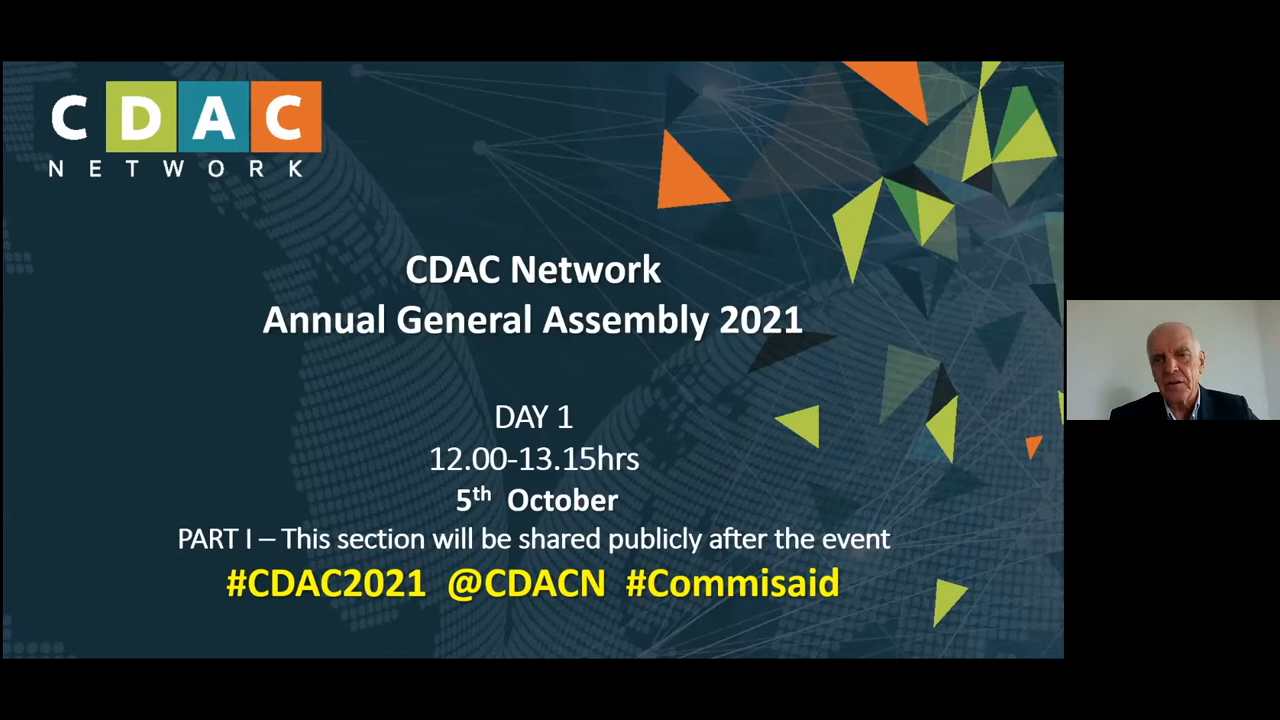 CDAC
NETWORK
CDAC Network
Annual General Assembly 2021
DAY 1
12.00-13.15hrs
5th October
PART I – This section will be shared publicly after the event
#CDAC2021 @CDACN #Commisaid